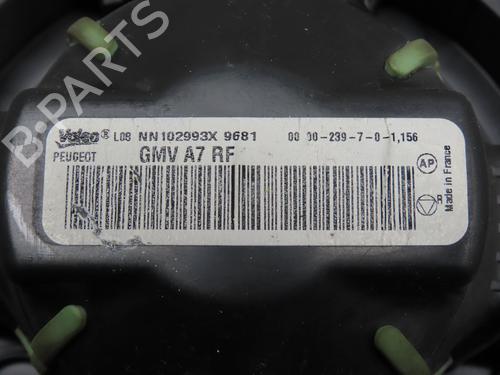 B-PARTS
Valeo® L08 NN102993X 9681 00 00-239-7-0-1,156
PEUGEOT GMV A7 RF
AP
R
Made in France